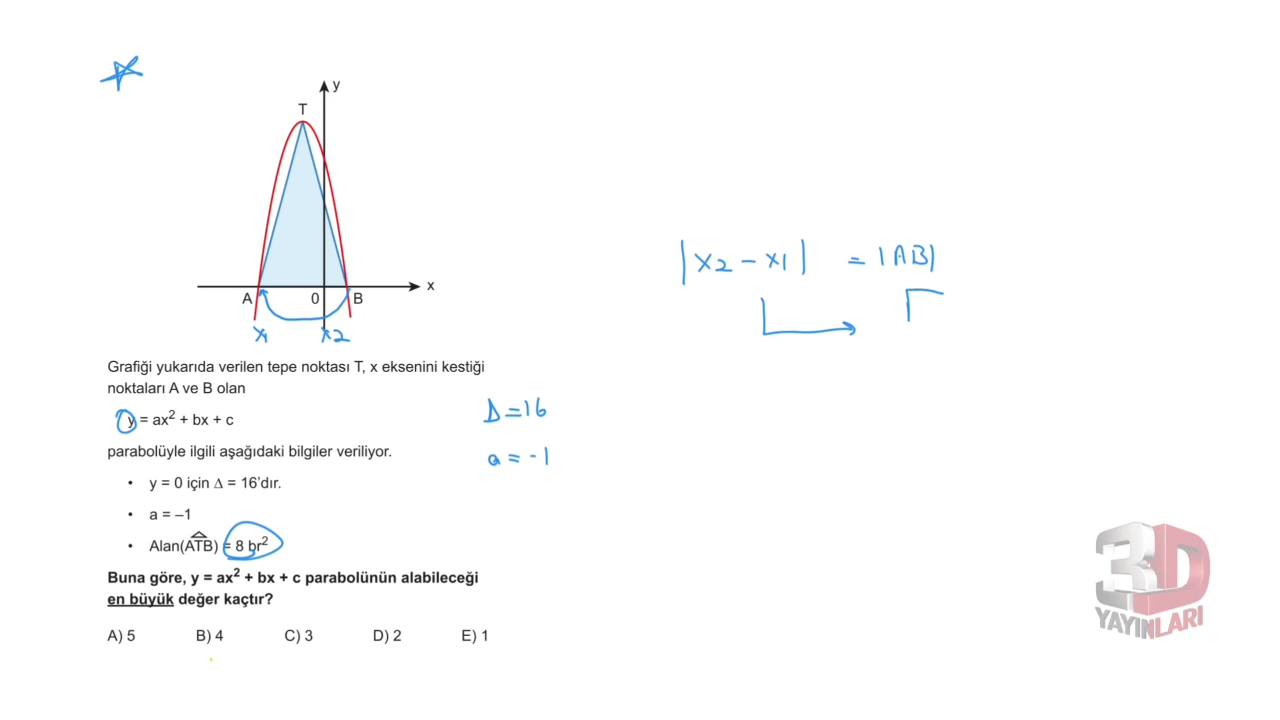 y
T
|x2 - x1| = |AB|
A 0 B x
x1 x2
Grafiği yukarıda verilen tepe noktası T, x eksenini kestiği
noktaları A ve B olan
y = ax² + bx + c
Δ = 16
parabolüyle ilgili aşağıdaki bilgiler veriliyor.
a = -1
• y = 0 için Δ = 16'dır.
• a = –1
• Alan(ATB) = 8 br²
Buna göre, y = ax² + bx + c parabolünün alabileceği
en büyük değer kaçtır?
A) 5 B) 4 C) 3 D) 2 E) 1
3D
YAYINLARI